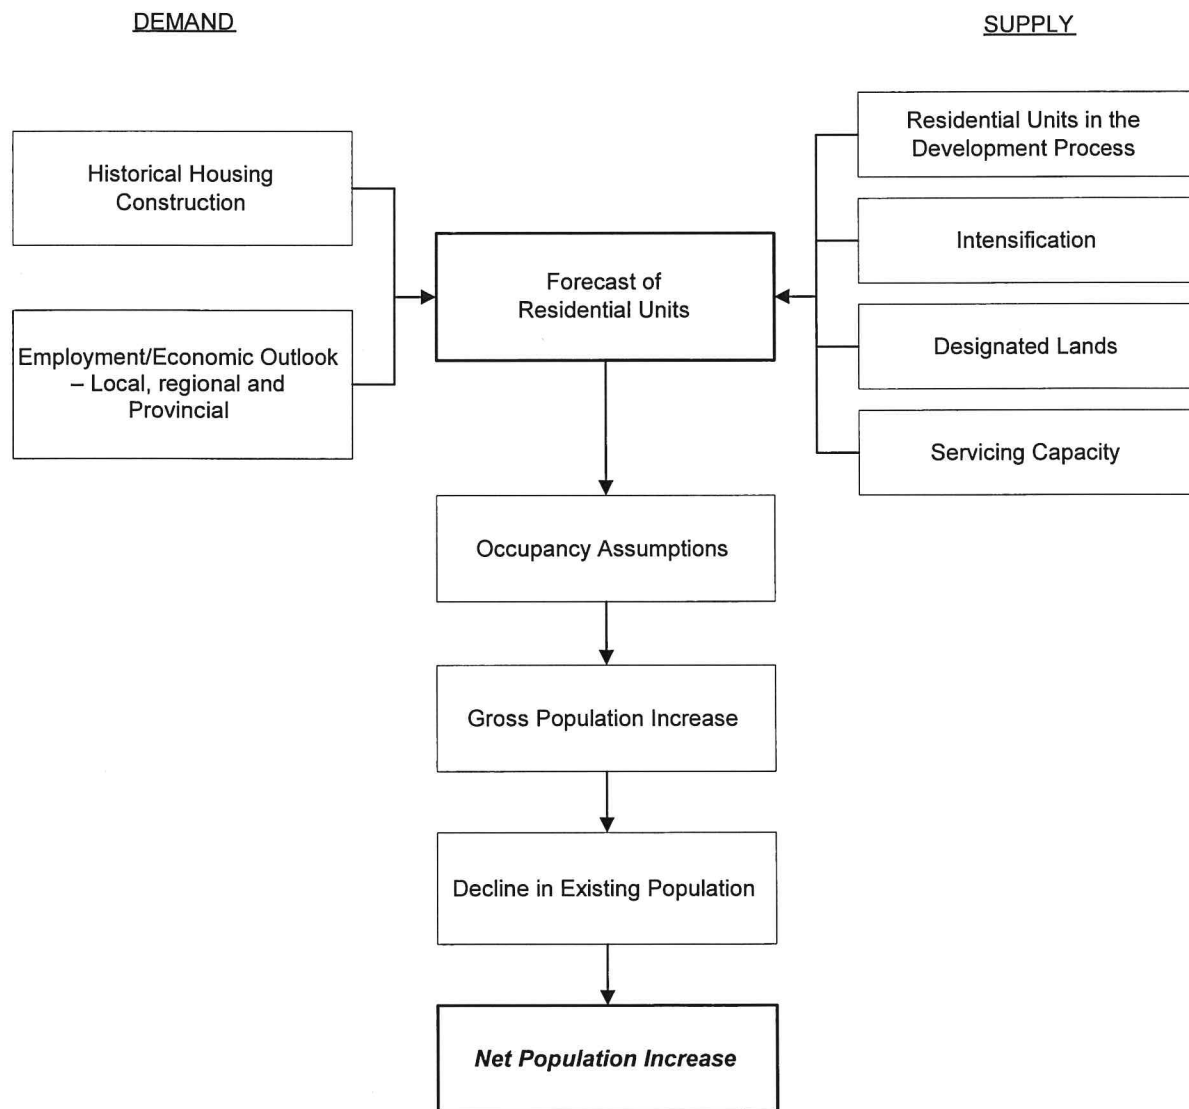 DEMAND
SUPPLY
Historical Housing
Construction
Employment/Economic Outlook
– Local, regional and
Provincial
Forecast of
Residential Units
Residential Units in the
Development Process
Intensification
Designated Lands
Servicing Capacity
Occupancy Assumptions
Gross Population Increase
Decline in Existing Population
Net Population Increase